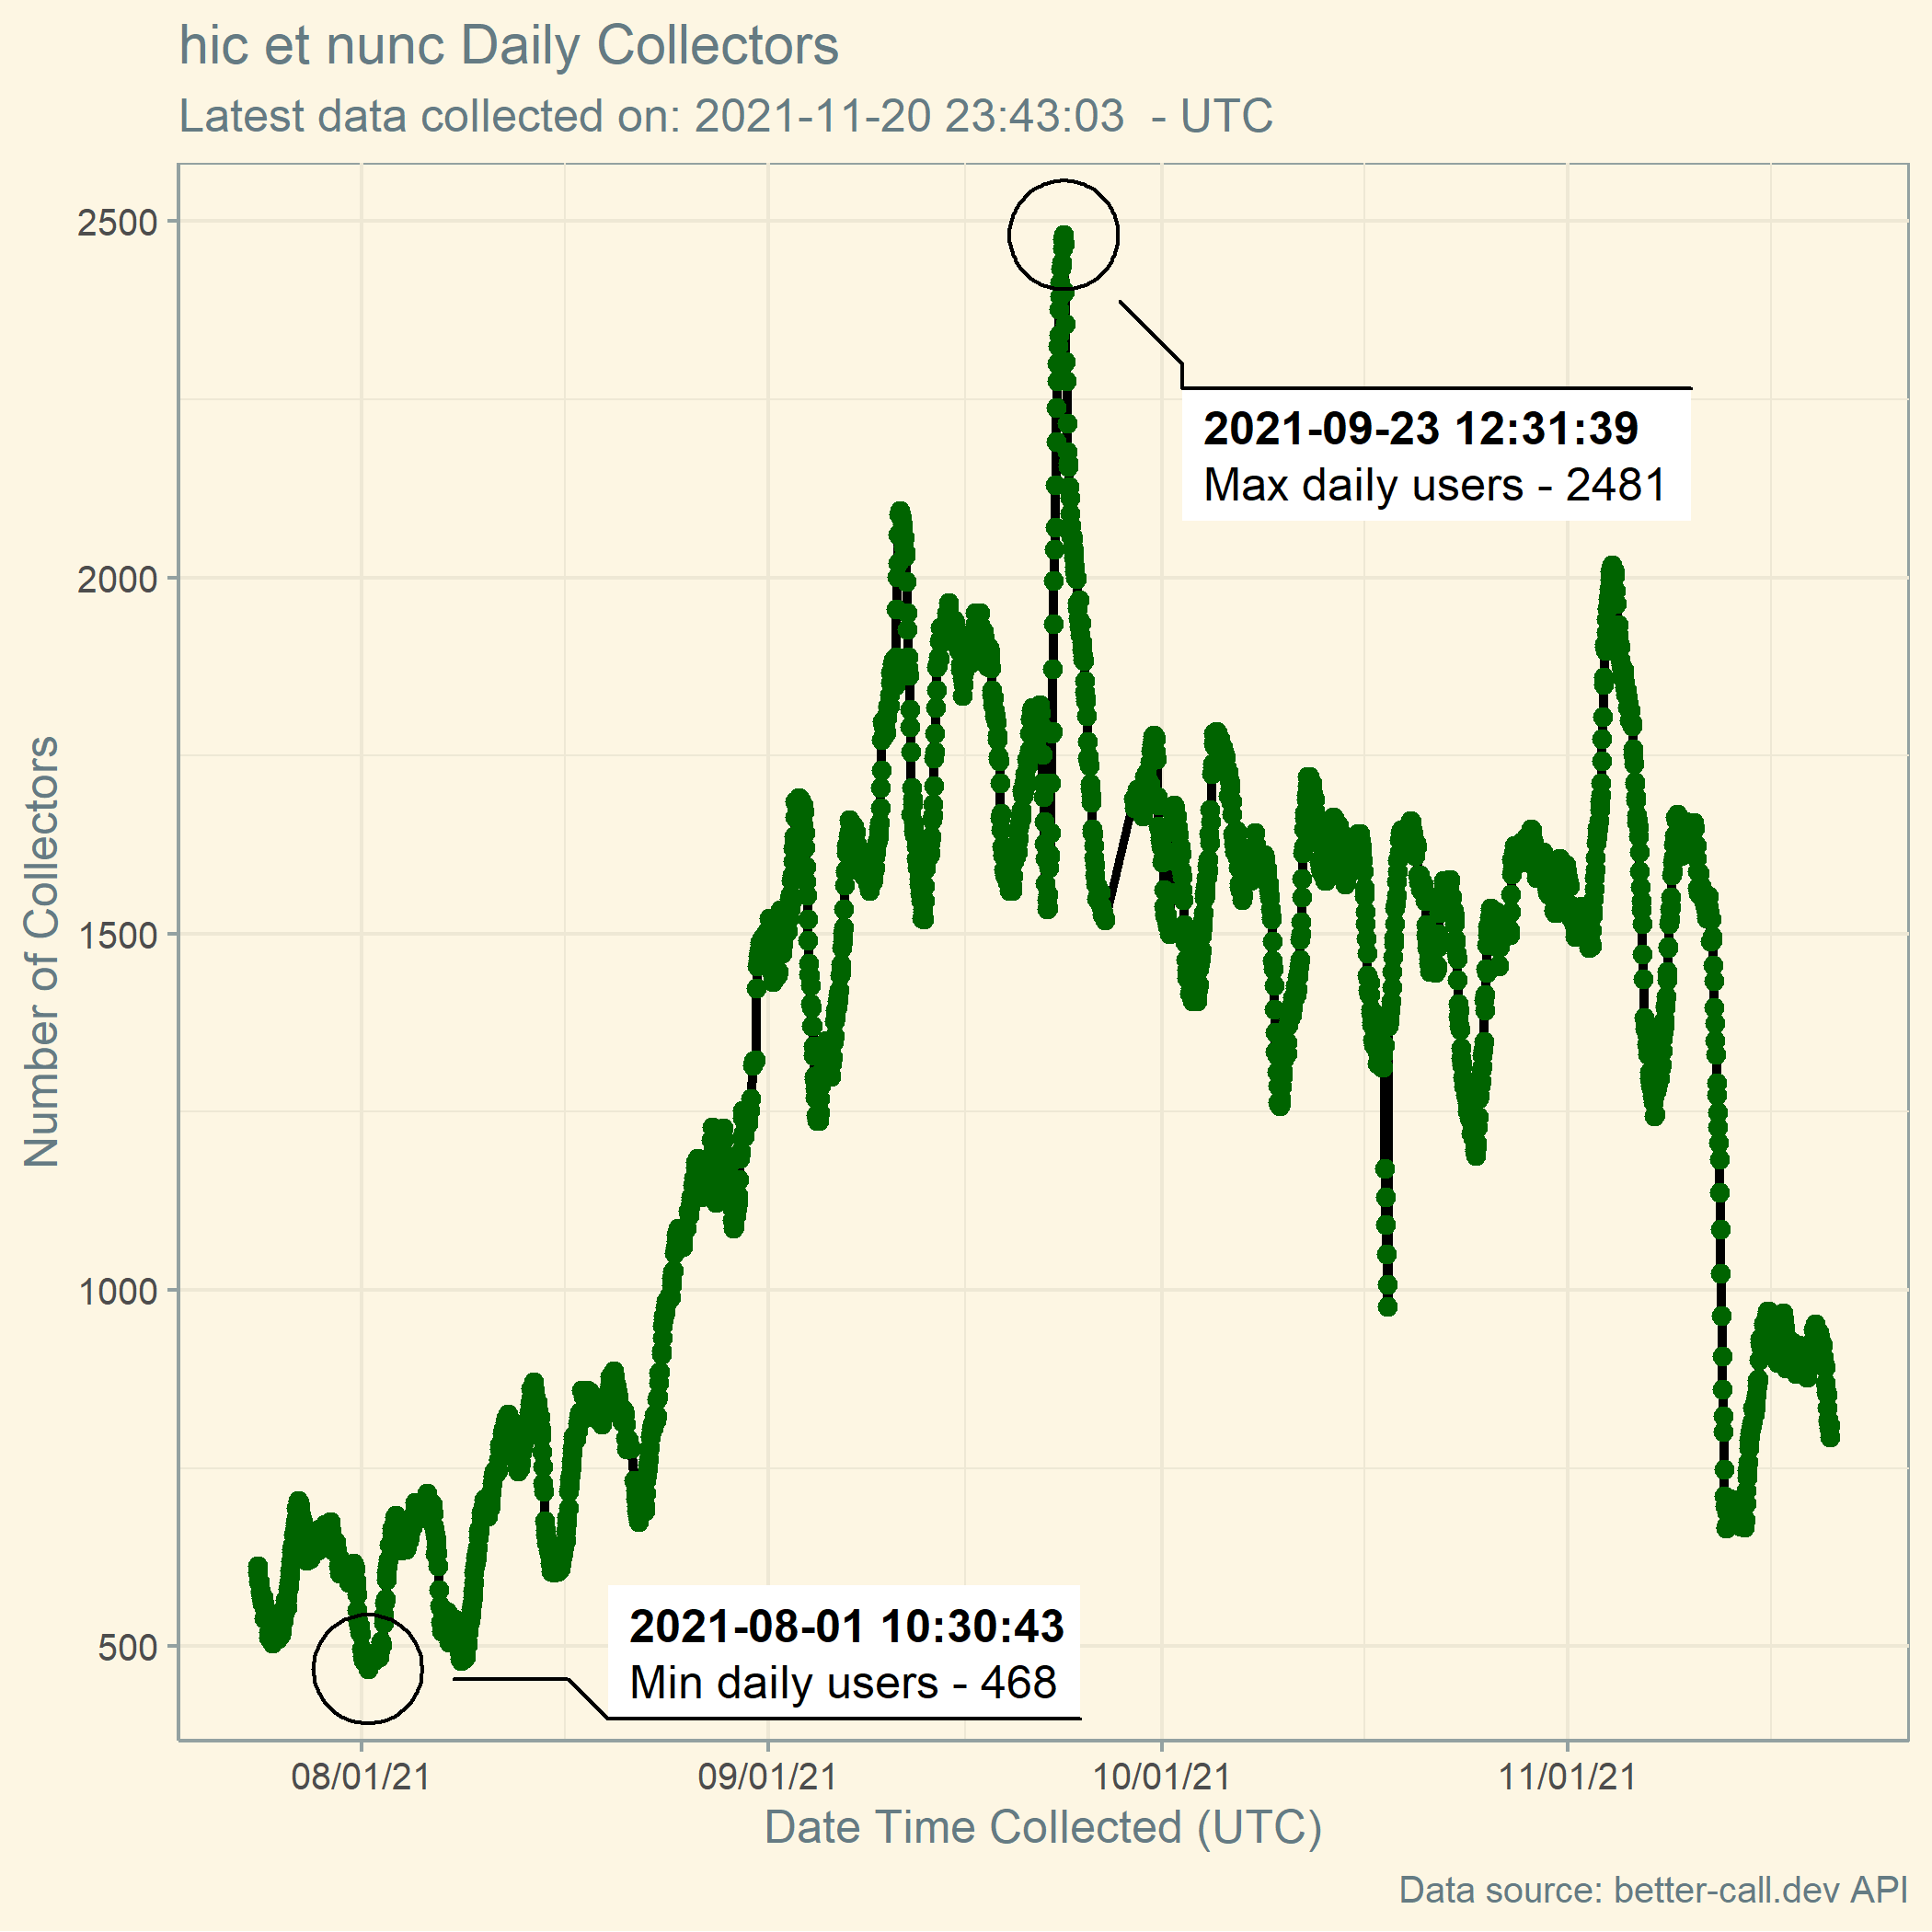 hic et nunc Daily Collectors
Latest data collected on: 2021-11-20 23:43:03  - UTC
Number of Collectors
2500
2000
1500
1000
500
2021-09-23 12:31:39
Max daily users - 2481
2021-08-01 10:30:43
Min daily users - 468
08/01/21
09/01/21
10/01/21
11/01/21
Date Time Collected (UTC)
Data source: better-call.dev API